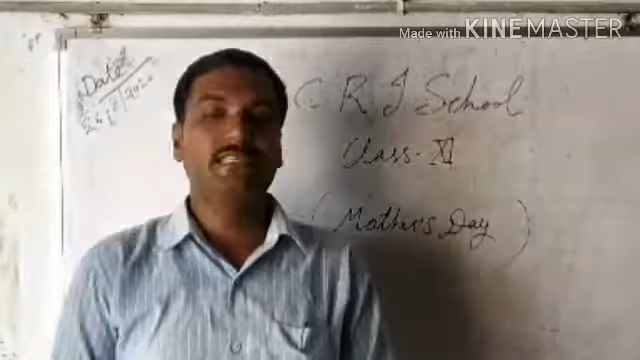 Made with KINEMASTER
Date
C R J School
Class - XI
(Mother's Day)